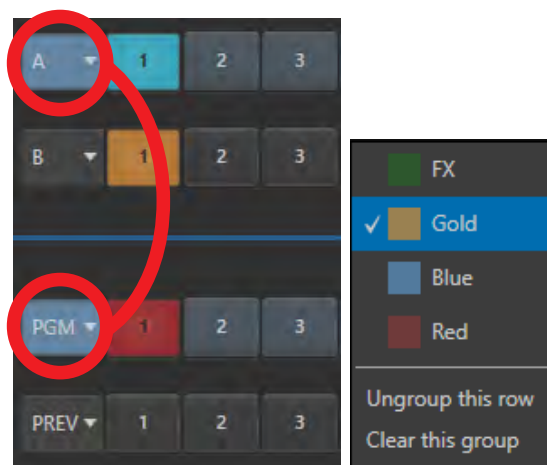 A 1 2 3
B 1 2 3
PGM 1 2 3
PREV 1 2 3
FX
Gold
Blue
Red
Ungroup this row
Clear this group